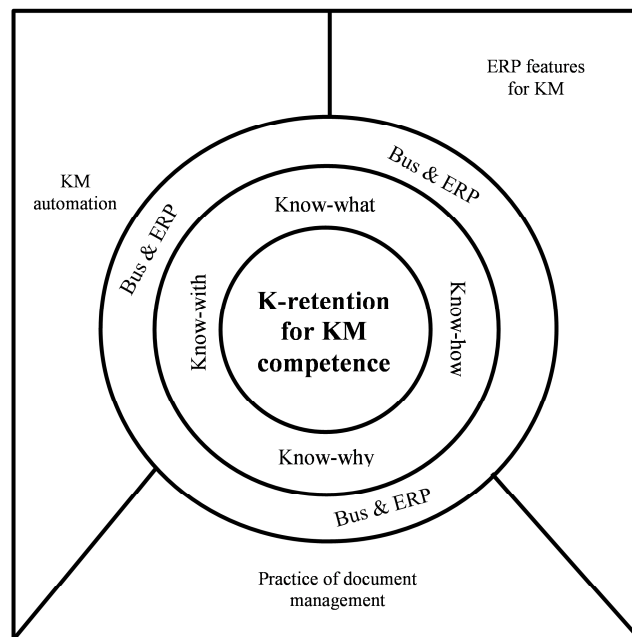 ERP features
for KM
KM
automation
Bus & ERP
Bus & ERP
Know-what
Know-with
K-retention
for KM
competence
Know-how
Know-why
Bus & ERP
Practice of document
management